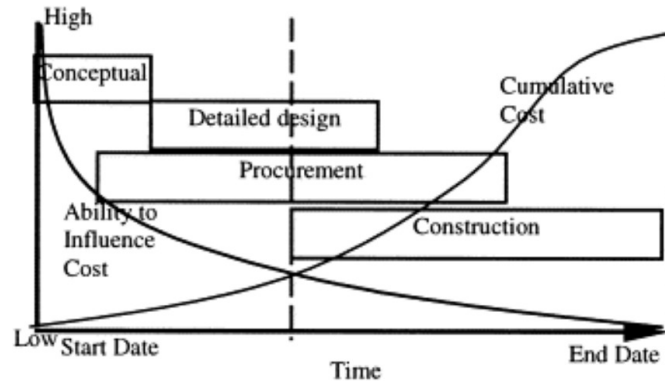 High
Conceptual
Cumulative
Cost
Detailed design
Procurement
Ability to
Influence
Cost
Construction
Low
Start Date
End Date
Time